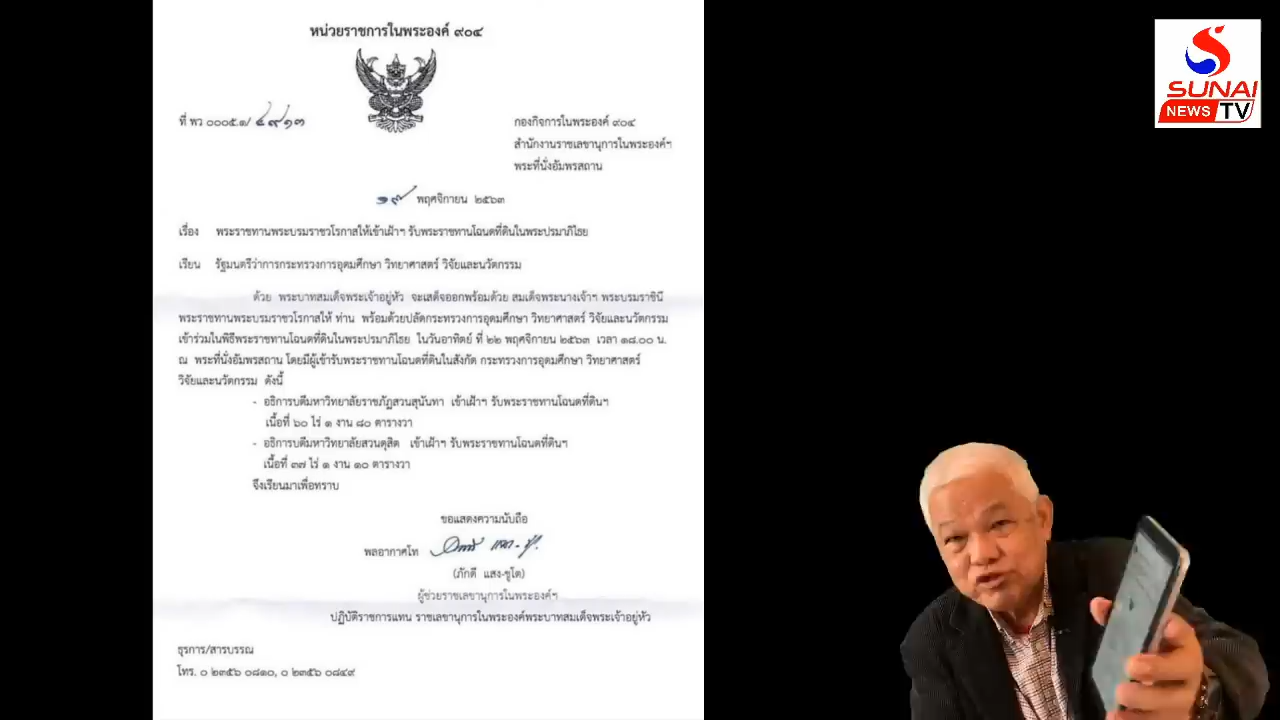 หน่วยราชการในพระองค์ ๙๐๔
ที่ พว ๐๐๐๕.๑/ ๔๙๑๓
กองกิจการในพระองค์ ๙๐๔
สำนักงานราชเลขานุการในพระองค์ฯ
พระที่นั่งอัมพรสถาน
๑๙ พฤศจิกายน ๒๕๖๓
เรื่อง พระราชทานพระบรมราชวโรกาสให้เข้าเฝ้าฯ รับพระราชทานโฉนดที่ดินในพระปรมาภิไธย
เรียน รัฐมนตรีว่าการกระทรวงการอุดมศึกษา วิทยาศาสตร์ วิจัยและนวัตกรรม
ด้วย พระบาทสมเด็จพระเจ้าอยู่หัว จะเสด็จออกพร้อมด้วย สมเด็จพระนางเจ้าฯ พระบรมราชินี
พระราชทานพระบรมราชวโรกาสให้ ท่าน พร้อมด้วยปลัดกระทรวงการอุดมศึกษา วิทยาศาสตร์ วิจัยและนวัตกรรม
เข้าร่วมในพิธีพระราชทานโฉนดที่ดินในพระปรมาภิไธย ในวันอาทิตย์ ที่ ๒๒ พฤศจิกายน ๒๕๖๓ เวลา ๑๘.๐๐ น.
ณ พระที่นั่งอัมพรสถาน โดยมีผู้เข้ารับพระราชทานโฉนดที่ดินในสังกัด กระทรวงการอุดมศึกษา วิทยาศาสตร์
วิจัยและนวัตกรรม ดังนี้
- อธิการบดีมหาวิทยาลัยราชภัฏสวนสุนันทา เข้าเฝ้าฯ รับพระราชทานโฉนดที่ดินฯ
เนื้อที่ ๖๐ ไร่ ๑ งาน ๘๐ ตารางวา
- อธิการบดีมหาวิทยาลัยสวนดุสิต เข้าเฝ้าฯ รับพระราชทานโฉนดที่ดินฯ
เนื้อที่ ๓๗ ไร่ ๑ งาน ๑๐ ตารางวา
จึงเรียนมาเพื่อทราบ
ขอแสดงความนับถือ
พลอากาศโท
(ภักดี แสง-ชูโต)
ผู้ช่วยราชเลขานุการในพระองค์ฯ
ปฏิบัติราชการแทน ราชเลขานุการในพระองค์พระบาทสมเด็จพระเจ้าอยู่หัว
ธุรการ/สารบรรณ
โทร. ๐ ๒๓๕๖ ๐๘๑๐, ๐ ๒๓๕๖ ๐๘๔๙
SUNAI
NEWS TV